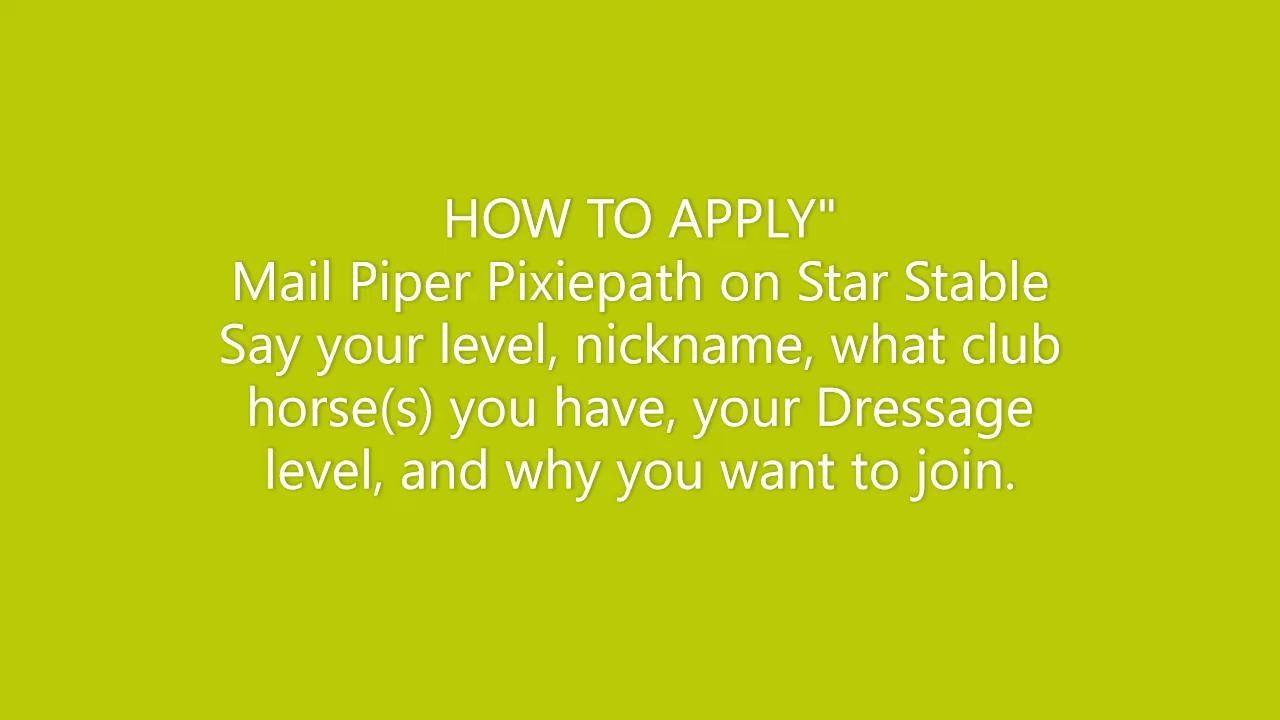 HOW TO APPLY"
Mail Piper Pixiepath on Star Stable
Say your level, nickname, what club
horse(s) you have, your Dressage
level, and why you want to join.